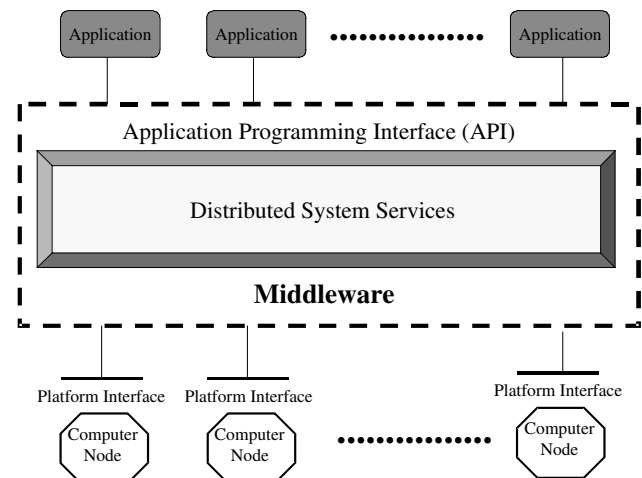 Application
Application
Application
Application Programming Interface (API)
Distributed System Services
Middleware
Platform Interface
Platform Interface
Platform Interface
Computer
Node
Computer
Node
Computer
Node